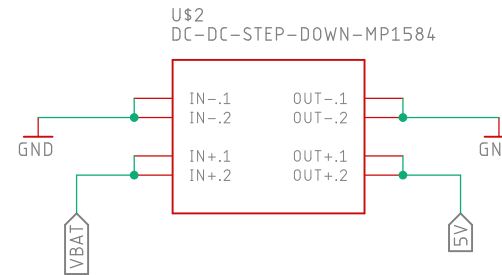 U$2
DC-DC-STEP-DOWN-MP1584
IN-.1 OUT-.1
IN-.2 OUT-.2
GND GN
IN+.1 OUT+.1
IN+.2 OUT+.2
VBAT 5V